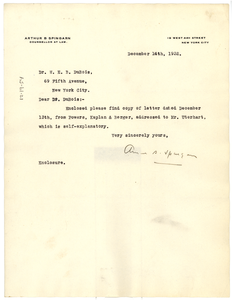 ARTHUR B SPINGARN
COUNSELLOR AT LAW
19 WEST 44TH STREET
NEW YORK CITY
December 14th, 1922.
Dr. W. E. B. DuBois,
69 Fifth Avenue,
New York City.
Dear Dr. DuBois:-
Enclosed please find copy of letter dated December
12th, from Powers, Kaplan & Berger, addressed to Mr. Eberhart,
which is self-explanatory.
Very sincerely yours,
Enclosure.